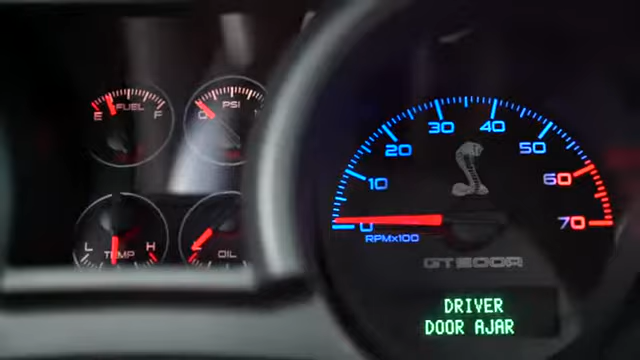 FUEL
E F
PSI
0
L TEMP H
OIL
0 10 20 30 40 50 60 70
RPMX100
GT500R
DRIVER
DOOR AJAR